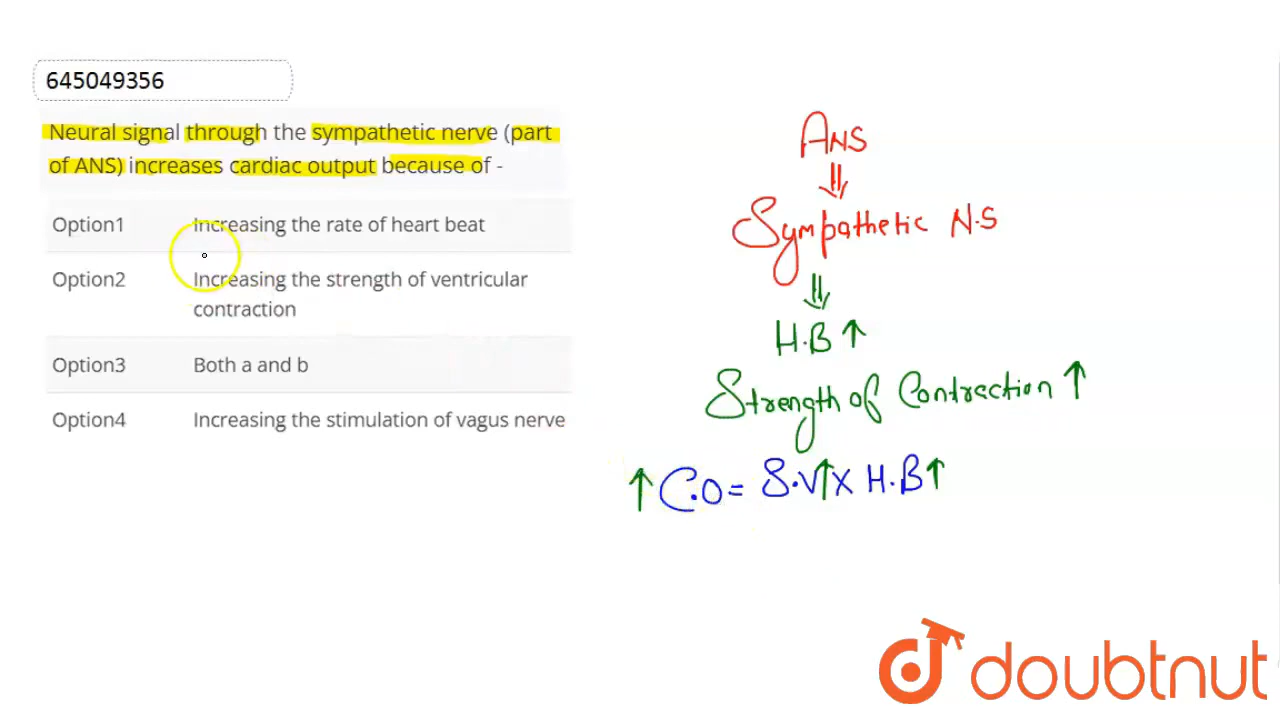 645049356
Neural signal through the sympathetic nerve (part
of ANS) increases cardiac output because of -
Option1 Increasing the rate of heart beat
Option2 Increasing the strength of ventricular
contraction
Option3 Both a and b
Option4 Increasing the stimulation of vagus nerve
ANS
⇓
Sympathetic N.S
⇓
H.B ↑
Strength of Contraction ↑
↑ C.O = S.V↑ X H.B↑
doubtnut